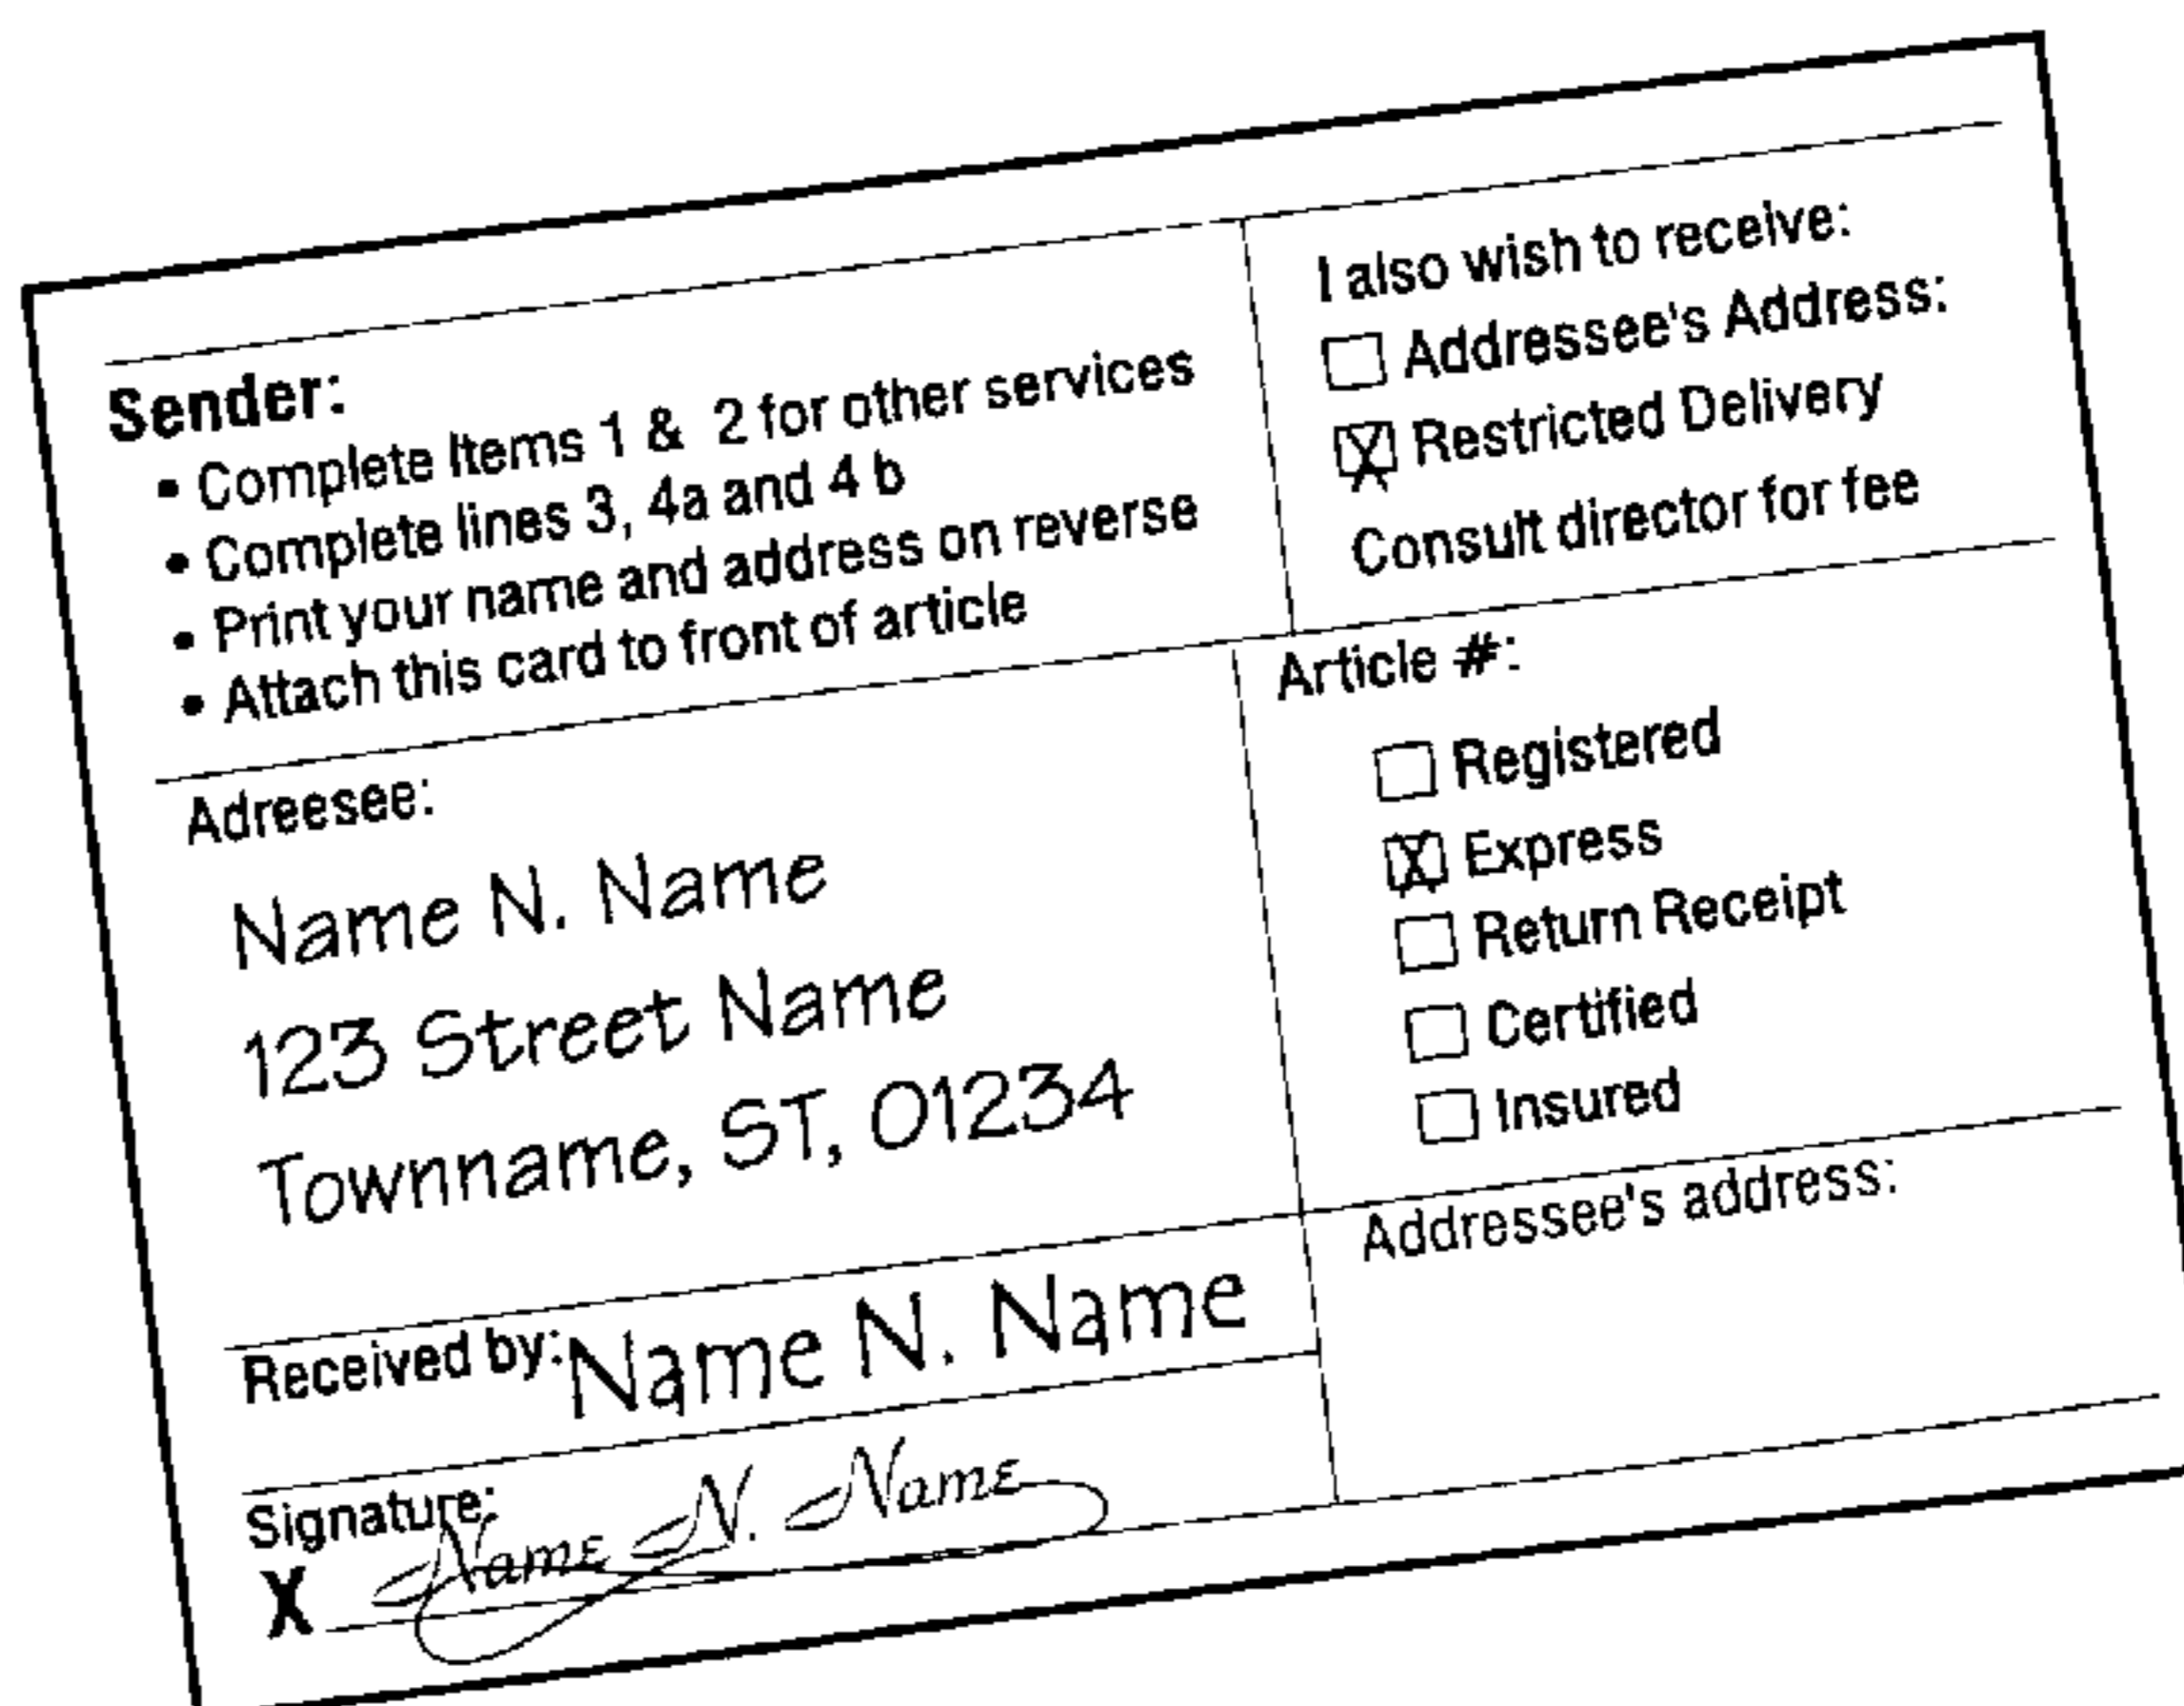 Sender:
• Complete Items 1 & 2 for other services
• Complete lines 3, 4a and 4 b
• Print your name and address on reverse
• Attach this card to front of article
I also wish to receive:
Addressee's Address:
X Restricted Delivery
Consult director for fee
Adreesee:
Name N. Name
123 Street Name
Townname, ST, 01234
Article #:
Registered
X Express
Return Receipt
Certified
Insured
Received by: Name N. Name
Signature:
X Name N. Name
Addressee's address: